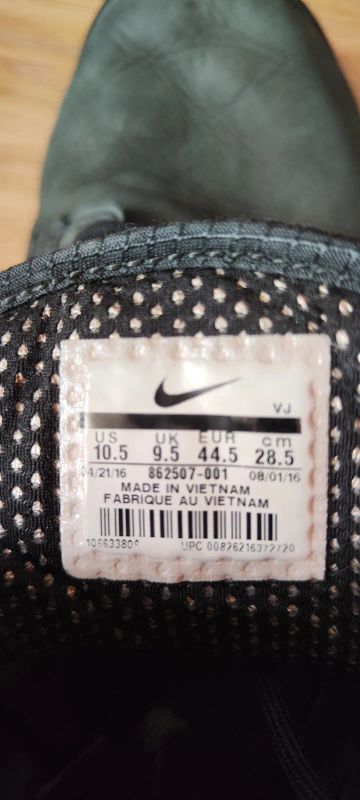 VJ
US UK EUR cm
10.5 9.5 44.5 28.5
4/21/16 862507-001 08/01/16
MADE IN VIETNAM
FABRIQUE AU VIETNAM
UPC 00826216372720